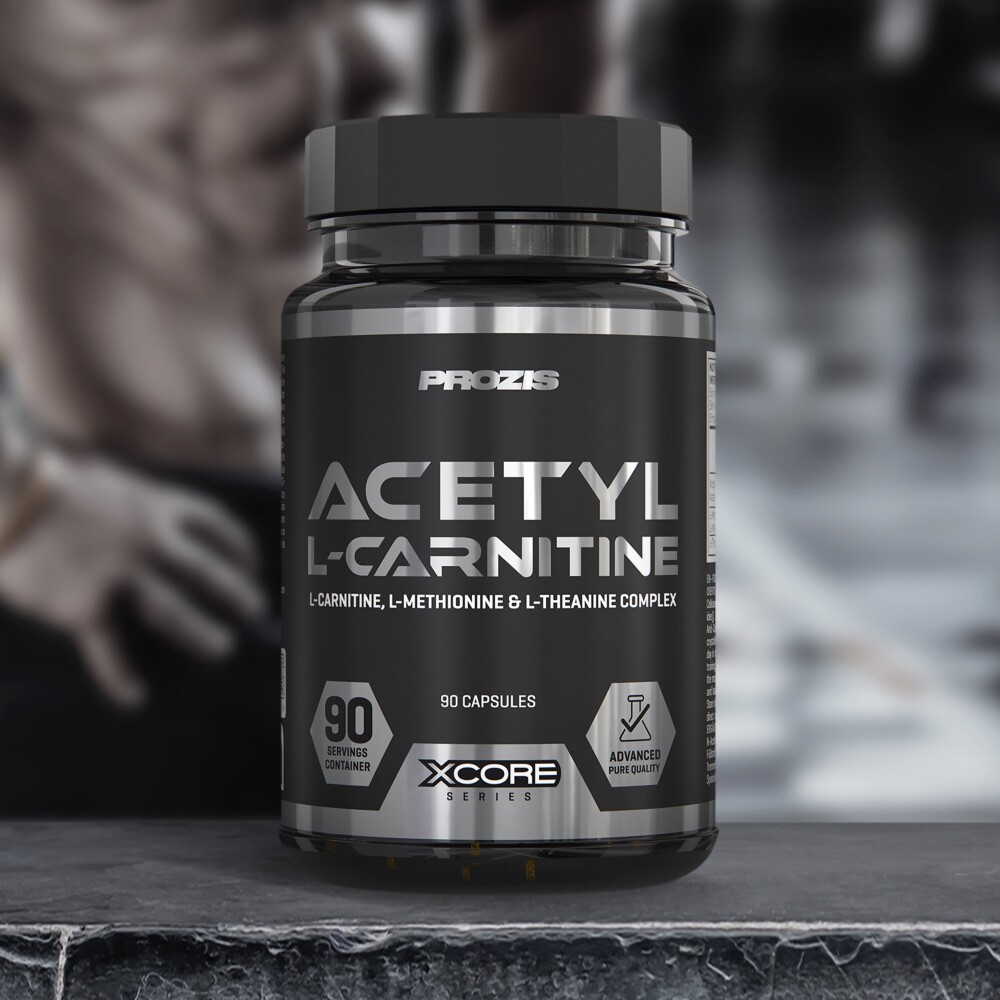 PROZIS
ACETYL
L-CARNITINE
L-CARNITINE, L-METHIONINE & L-THEANINE COMPLEX
90 CAPSULES
90
SERVINGS
CONTAINER
ADVANCED
PURE QUALITY
XCORE
SERIES